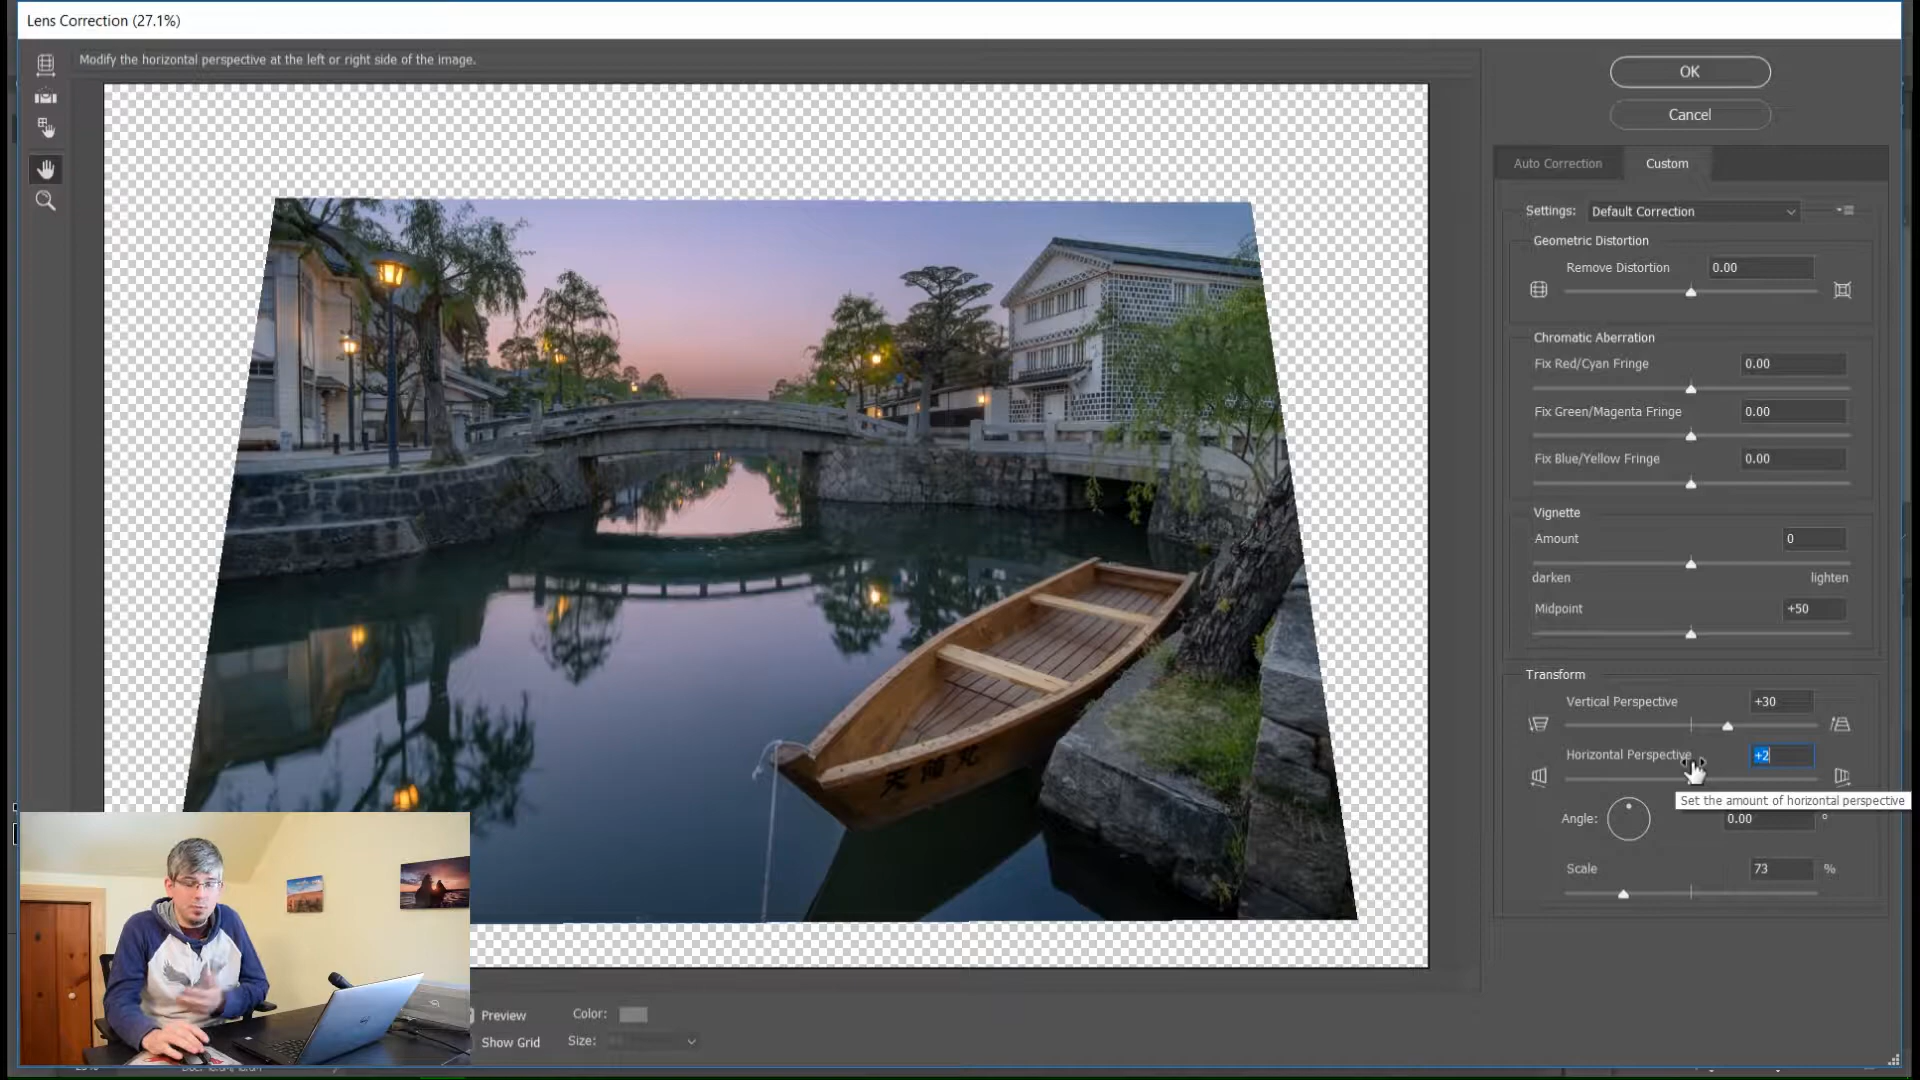 Lens Correction (27.1%)
Modify the horizontal perspective at the left or right side of the image.
OK
Cancel
Auto Correction
Custom
Settings:
Default Correction
Geometric Distortion
Remove Distortion
0.00
Chromatic Aberration
Fix Red/Cyan Fringe
0.00
Fix Green/Magenta Fringe
0.00
Fix Blue/Yellow Fringe
0.00
Vignette
Amount
0
darken
lighten
Midpoint
+50
Transform
Vertical Perspective
+30
Horizontal Perspective
+2
Set the amount of horizontal perspective
Angle:
0.00
°
Scale
73
%
Preview
Color:
Show Grid
Size: